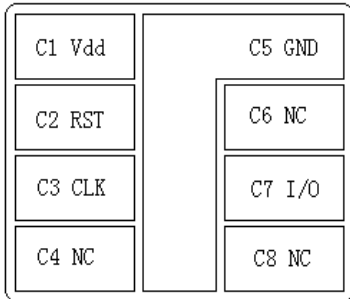 C1 Vdd
C5 GND
C2 RST
C6 NC
C3 CLK
C7 I/O
C4 NC
C8 NC